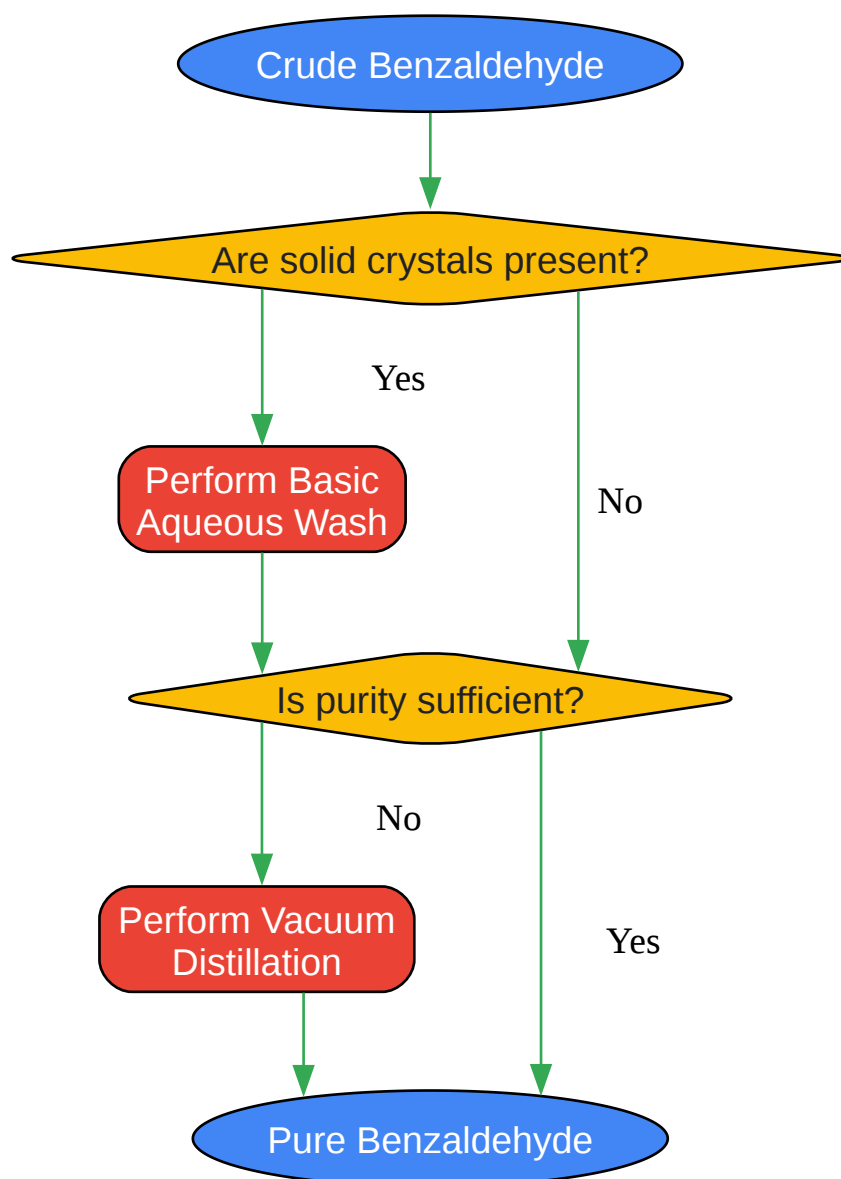 Crude Benzaldehyde
Are solid crystals present?
Yes
Perform Basic
Aqueous Wash
No
Is purity sufficient?
No
Perform Vacuum
Distillation
Yes
Pure Benzaldehyde